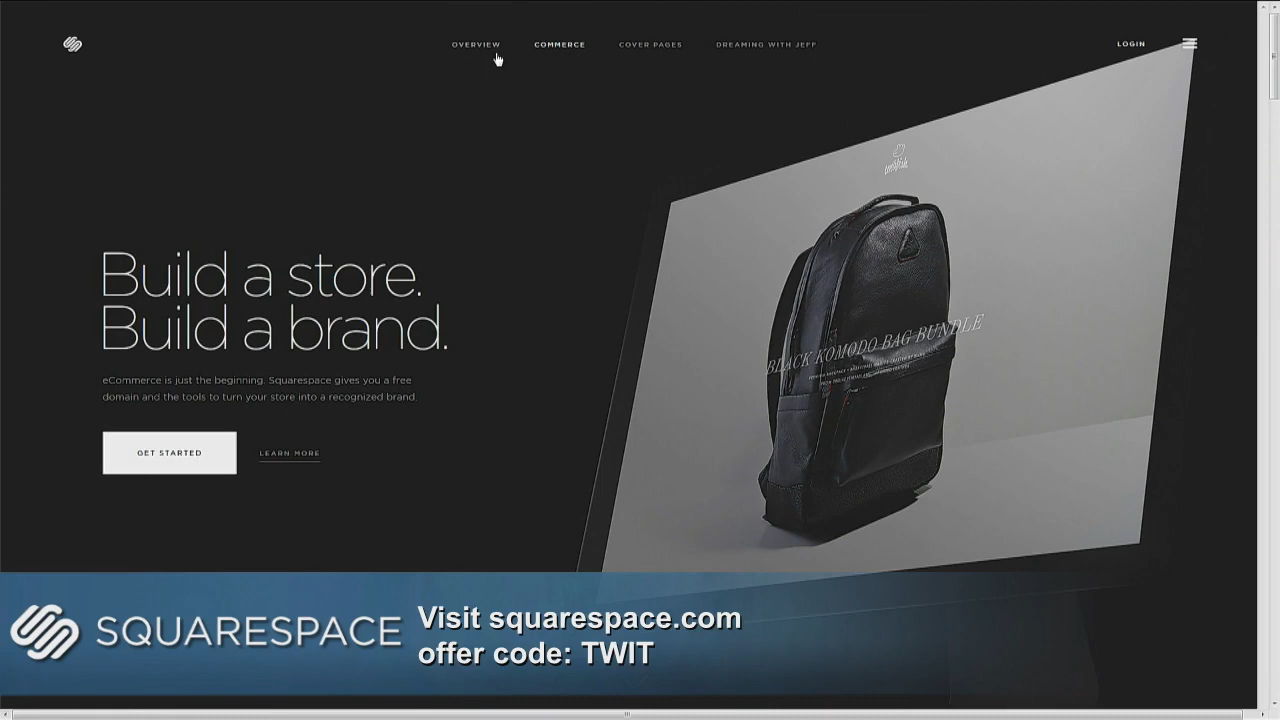 OVERVIEW
COMMERCE
COVER PAGES
DREAMING WITH JEFF
LOGIN
Build a store.
Build a brand.
eCommerce is just the beginning. Squarespace gives you a free
domain and the tools to turn your store into a recognized brand.
GET STARTED
LEARN MORE
BLACK KOMODO BAG BUNDLE
SQUARESPACE
Visit squarespace.com
offer code: TWIT